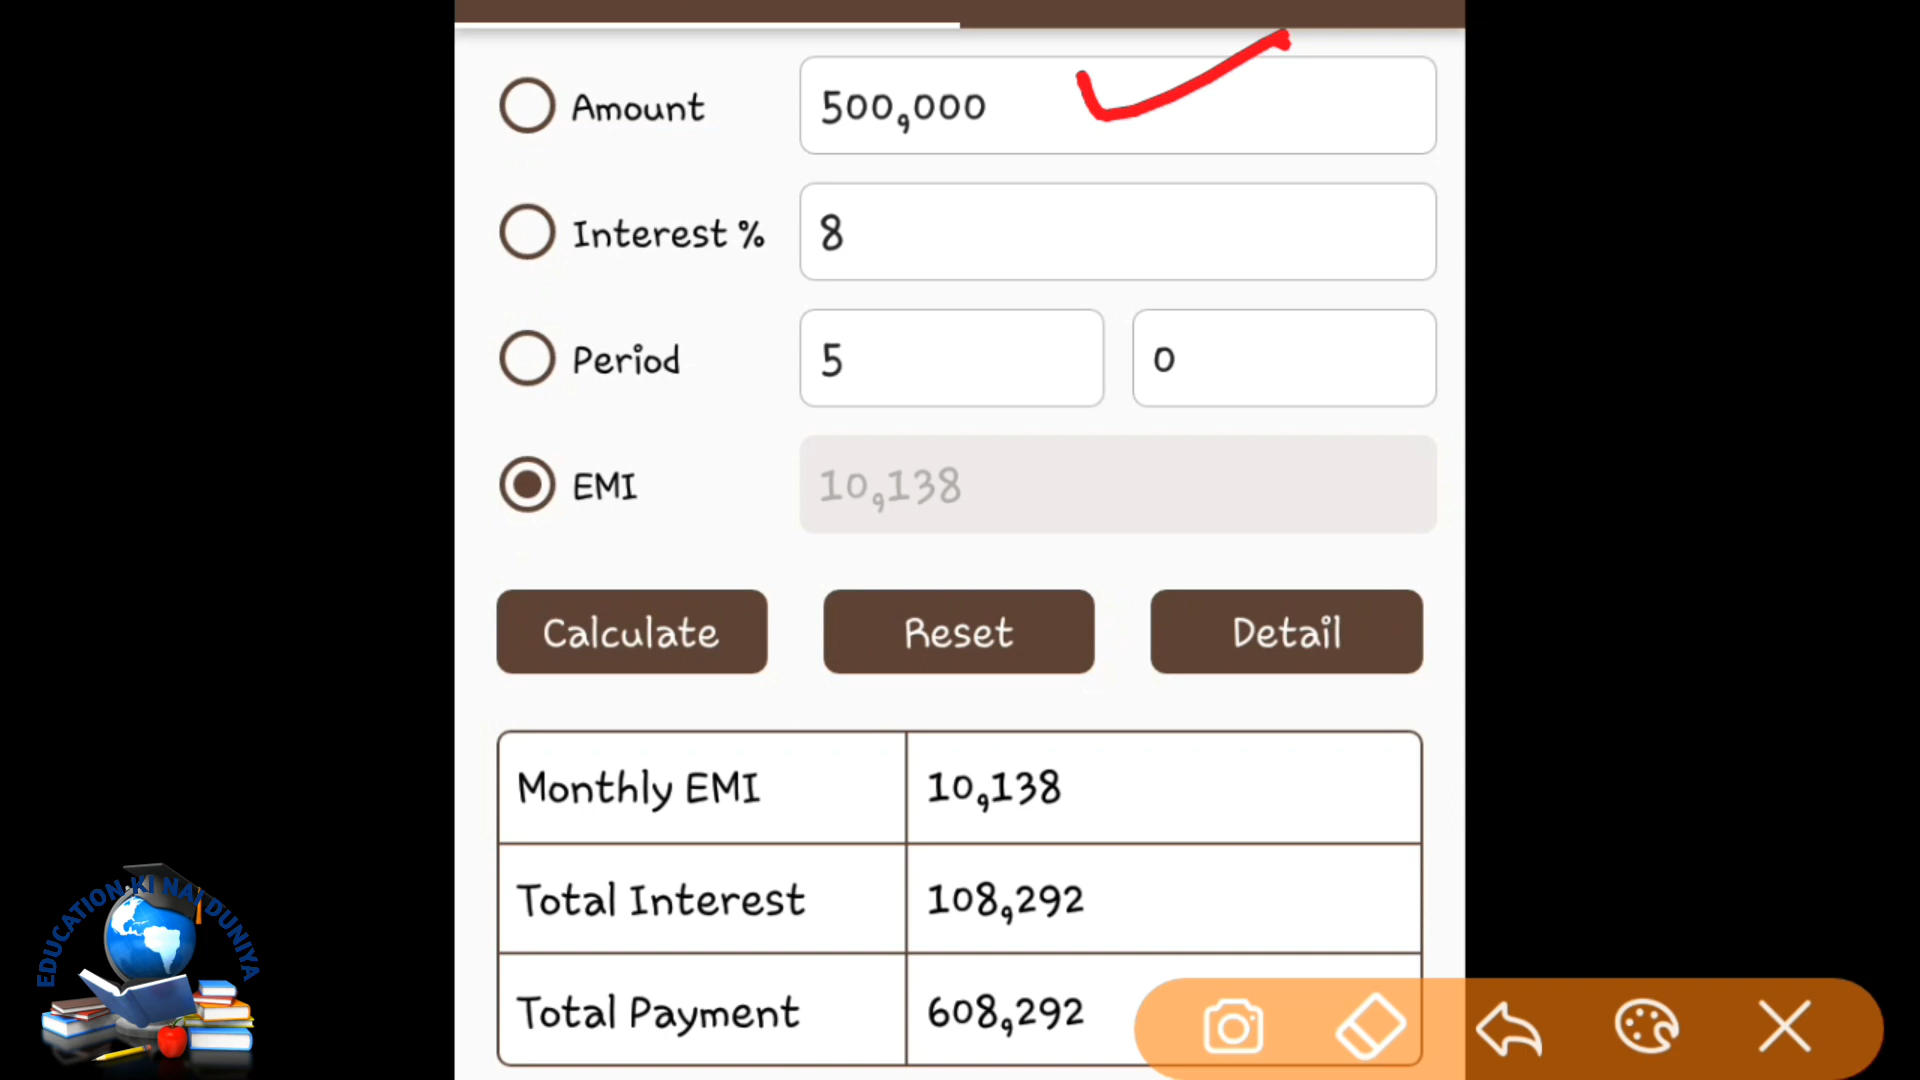 Amount 500,000
Interest % 8
Period 5 0
EMI 10,138
Calculate Reset Detail
Monthly EMI 10,138
Total Interest 108,292
Total Payment 608,292
EDUCATION KI NAI DUNIYA